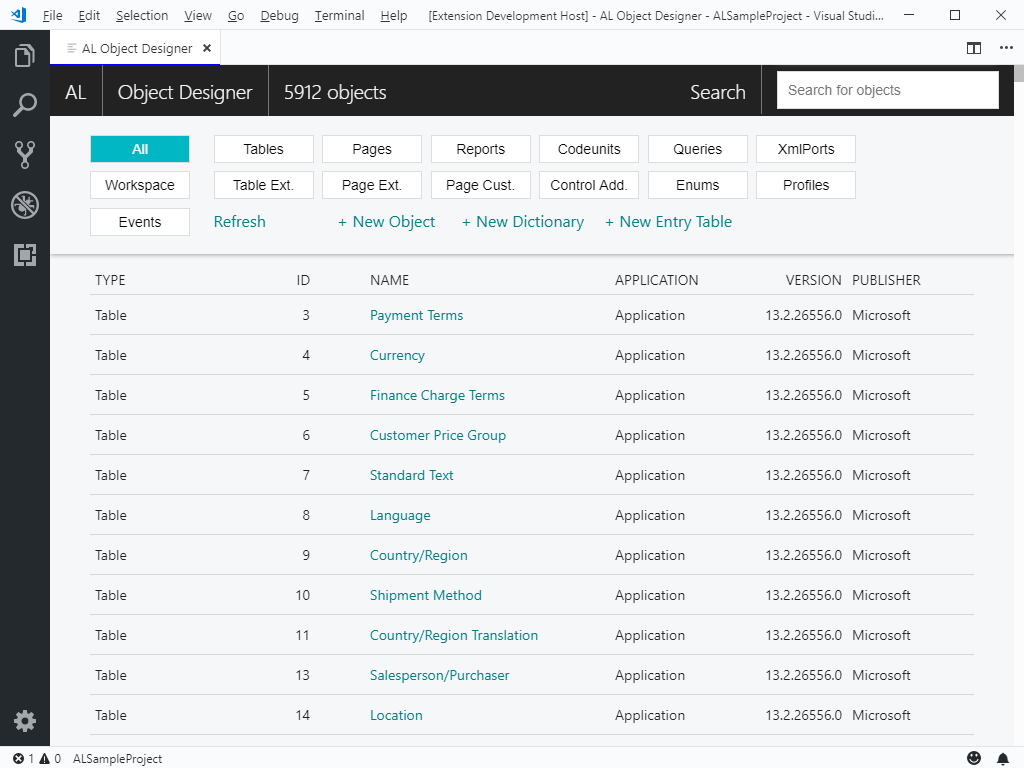 File Edit Selection View Go Debug Terminal Help [Extension Development Host] - AL Object Designer - ALSampleProject - Visual Studi...
AL Object Designer
AL Object Designer 5912 objects Search Search for objects
All Tables Pages Reports Codeunits Queries XmlPorts
Workspace Table Ext. Page Ext. Page Cust. Control Add. Enums Profiles
Events Refresh + New Object + New Dictionary + New Entry Table
TYPE ID NAME APPLICATION VERSION PUBLISHER
Table 3 Payment Terms Application 13.2.26556.0 Microsoft
Table 4 Currency Application 13.2.26556.0 Microsoft
Table 5 Finance Charge Terms Application 13.2.26556.0 Microsoft
Table 6 Customer Price Group Application 13.2.26556.0 Microsoft
Table 7 Standard Text Application 13.2.26556.0 Microsoft
Table 8 Language Application 13.2.26556.0 Microsoft
Table 9 Country/Region Application 13.2.26556.0 Microsoft
Table 10 Shipment Method Application 13.2.26556.0 Microsoft
Table 11 Country/Region Translation Application 13.2.26556.0 Microsoft
Table 13 Salesperson/Purchaser Application 13.2.26556.0 Microsoft
Table 14 Location Application 13.2.26556.0 Microsoft
1 0 ALSampleProject